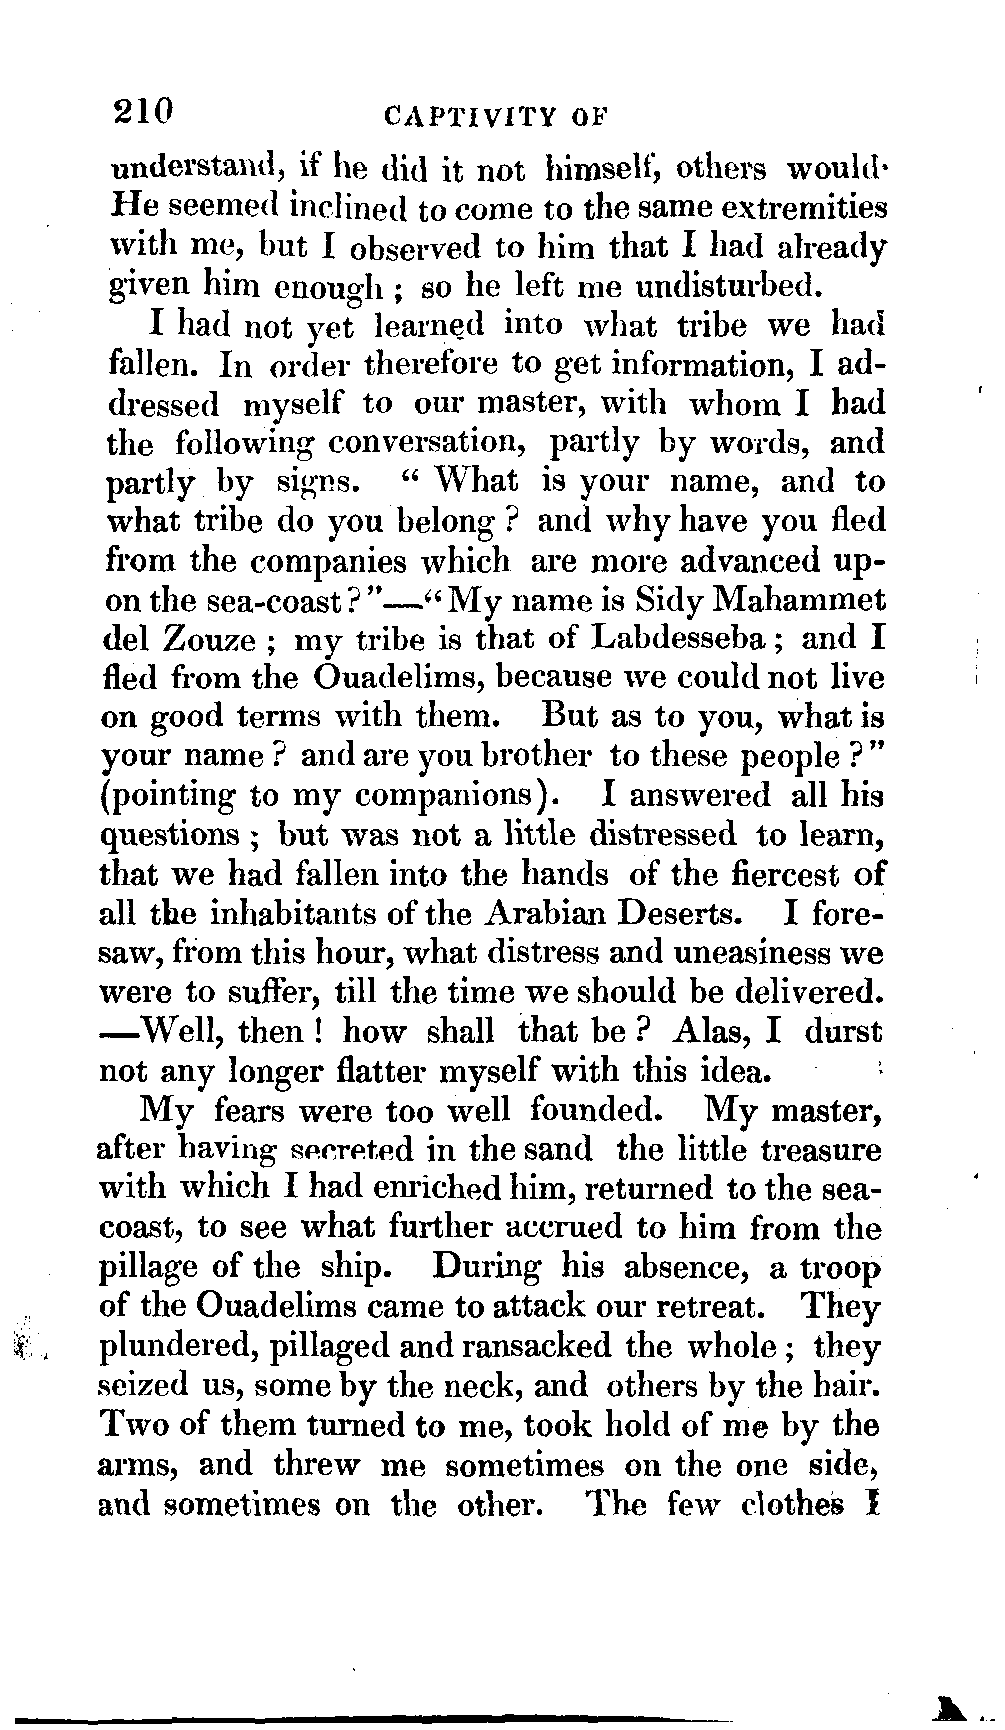 210 CAPTIVITY OF
understand, if he did it not himself, others would·
He seemed inclined to come to the same extremities
with me, but I observed to him that I had already
given him enough ; so he left me undisturbed.
I had not yet learned into what tribe we had
fallen. In order therefore to get information, I ad-
dressed myself to our master, with whom I had
the following conversation, partly by words, and
partly by signs. “ What is your name, and to
what tribe do you belong ? and why have you fled
from the companies which are more advanced up-
on the sea-coast ? ”—“ My name is Sidy Mahammet
del Zouze ; my tribe is that of Labdesseba ; and I
fled from the Ouadelims, because we could not live
on good terms with them. But as to you, what is
your name ? and are you brother to these people ? ”
(pointing to my companions). I answered all his
questions ; but was not a little distressed to learn,
that we had fallen into the hands of the fiercest of
all the inhabitants of the Arabian Deserts. I fore-
saw, from this hour, what distress and uneasiness we
were to suffer, till the time we should be delivered.
—Well, then ! how shall that be ? Alas, I durst
not any longer flatter myself with this idea.
My fears were too well founded. My master,
after having secreted in the sand the little treasure
with which I had enriched him, returned to the sea-
coast, to see what further accrued to him from the
pillage of the ship. During his absence, a troop
of the Ouadelims came to attack our retreat. They
plundered, pillaged and ransacked the whole ; they
seized us, some by the neck, and others by the hair.
Two of them turned to me, took hold of me by the
arms, and threw me sometimes on the one side,
and sometimes on the other. The few clothes I